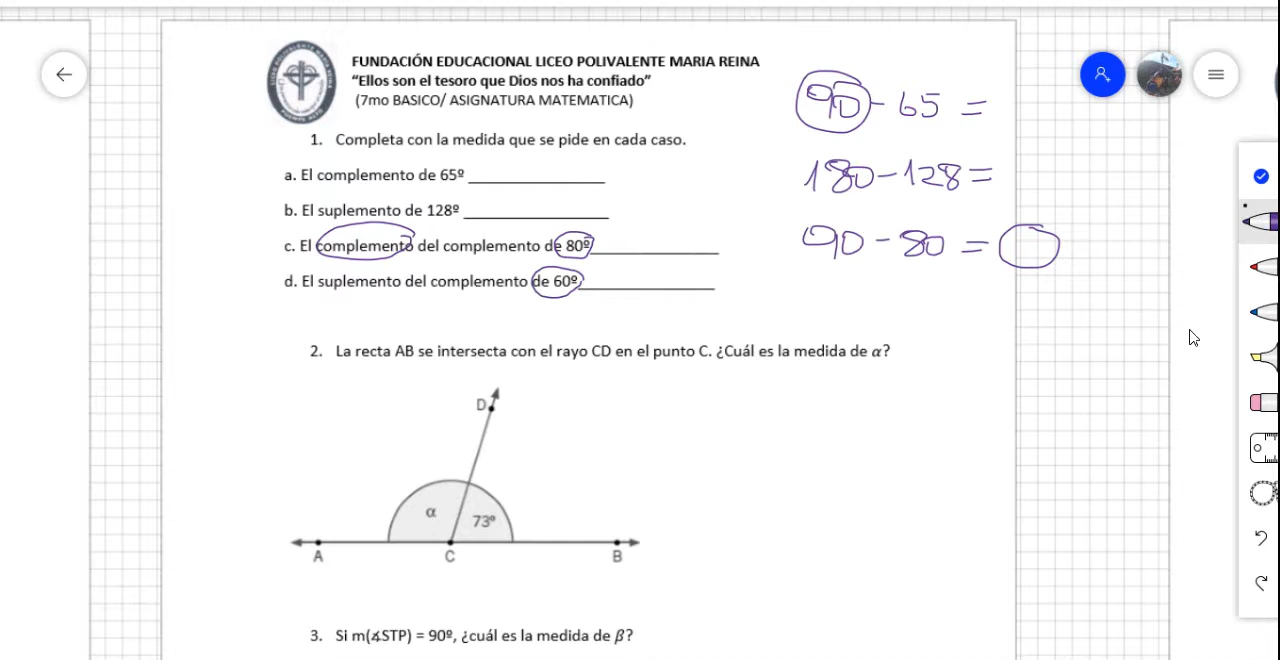 FUNDACIÓN EDUCACIONAL LICEO POLIVALENTE MARIA REINA
“Ellos son el tesoro que Dios nos ha confiado”
(7mo BASICO/ ASIGNATURA MATEMATICA)
90 - 65 =
1. Completa con la medida que se pide en cada caso.
a. El complemento de 65º ______________
180 - 128 =
b. El suplemento de 128º _______________
c. El complemento del complemento de 80º_____________
90 - 80 =
d. El suplemento del complemento de 60º______________
2. La recta AB se intersecta con el rayo CD en el punto C. ¿Cuál es la medida de α?
D
α
73º
A
C
B
3. Si m(∡STP) = 90º, ¿cuál es la medida de β?